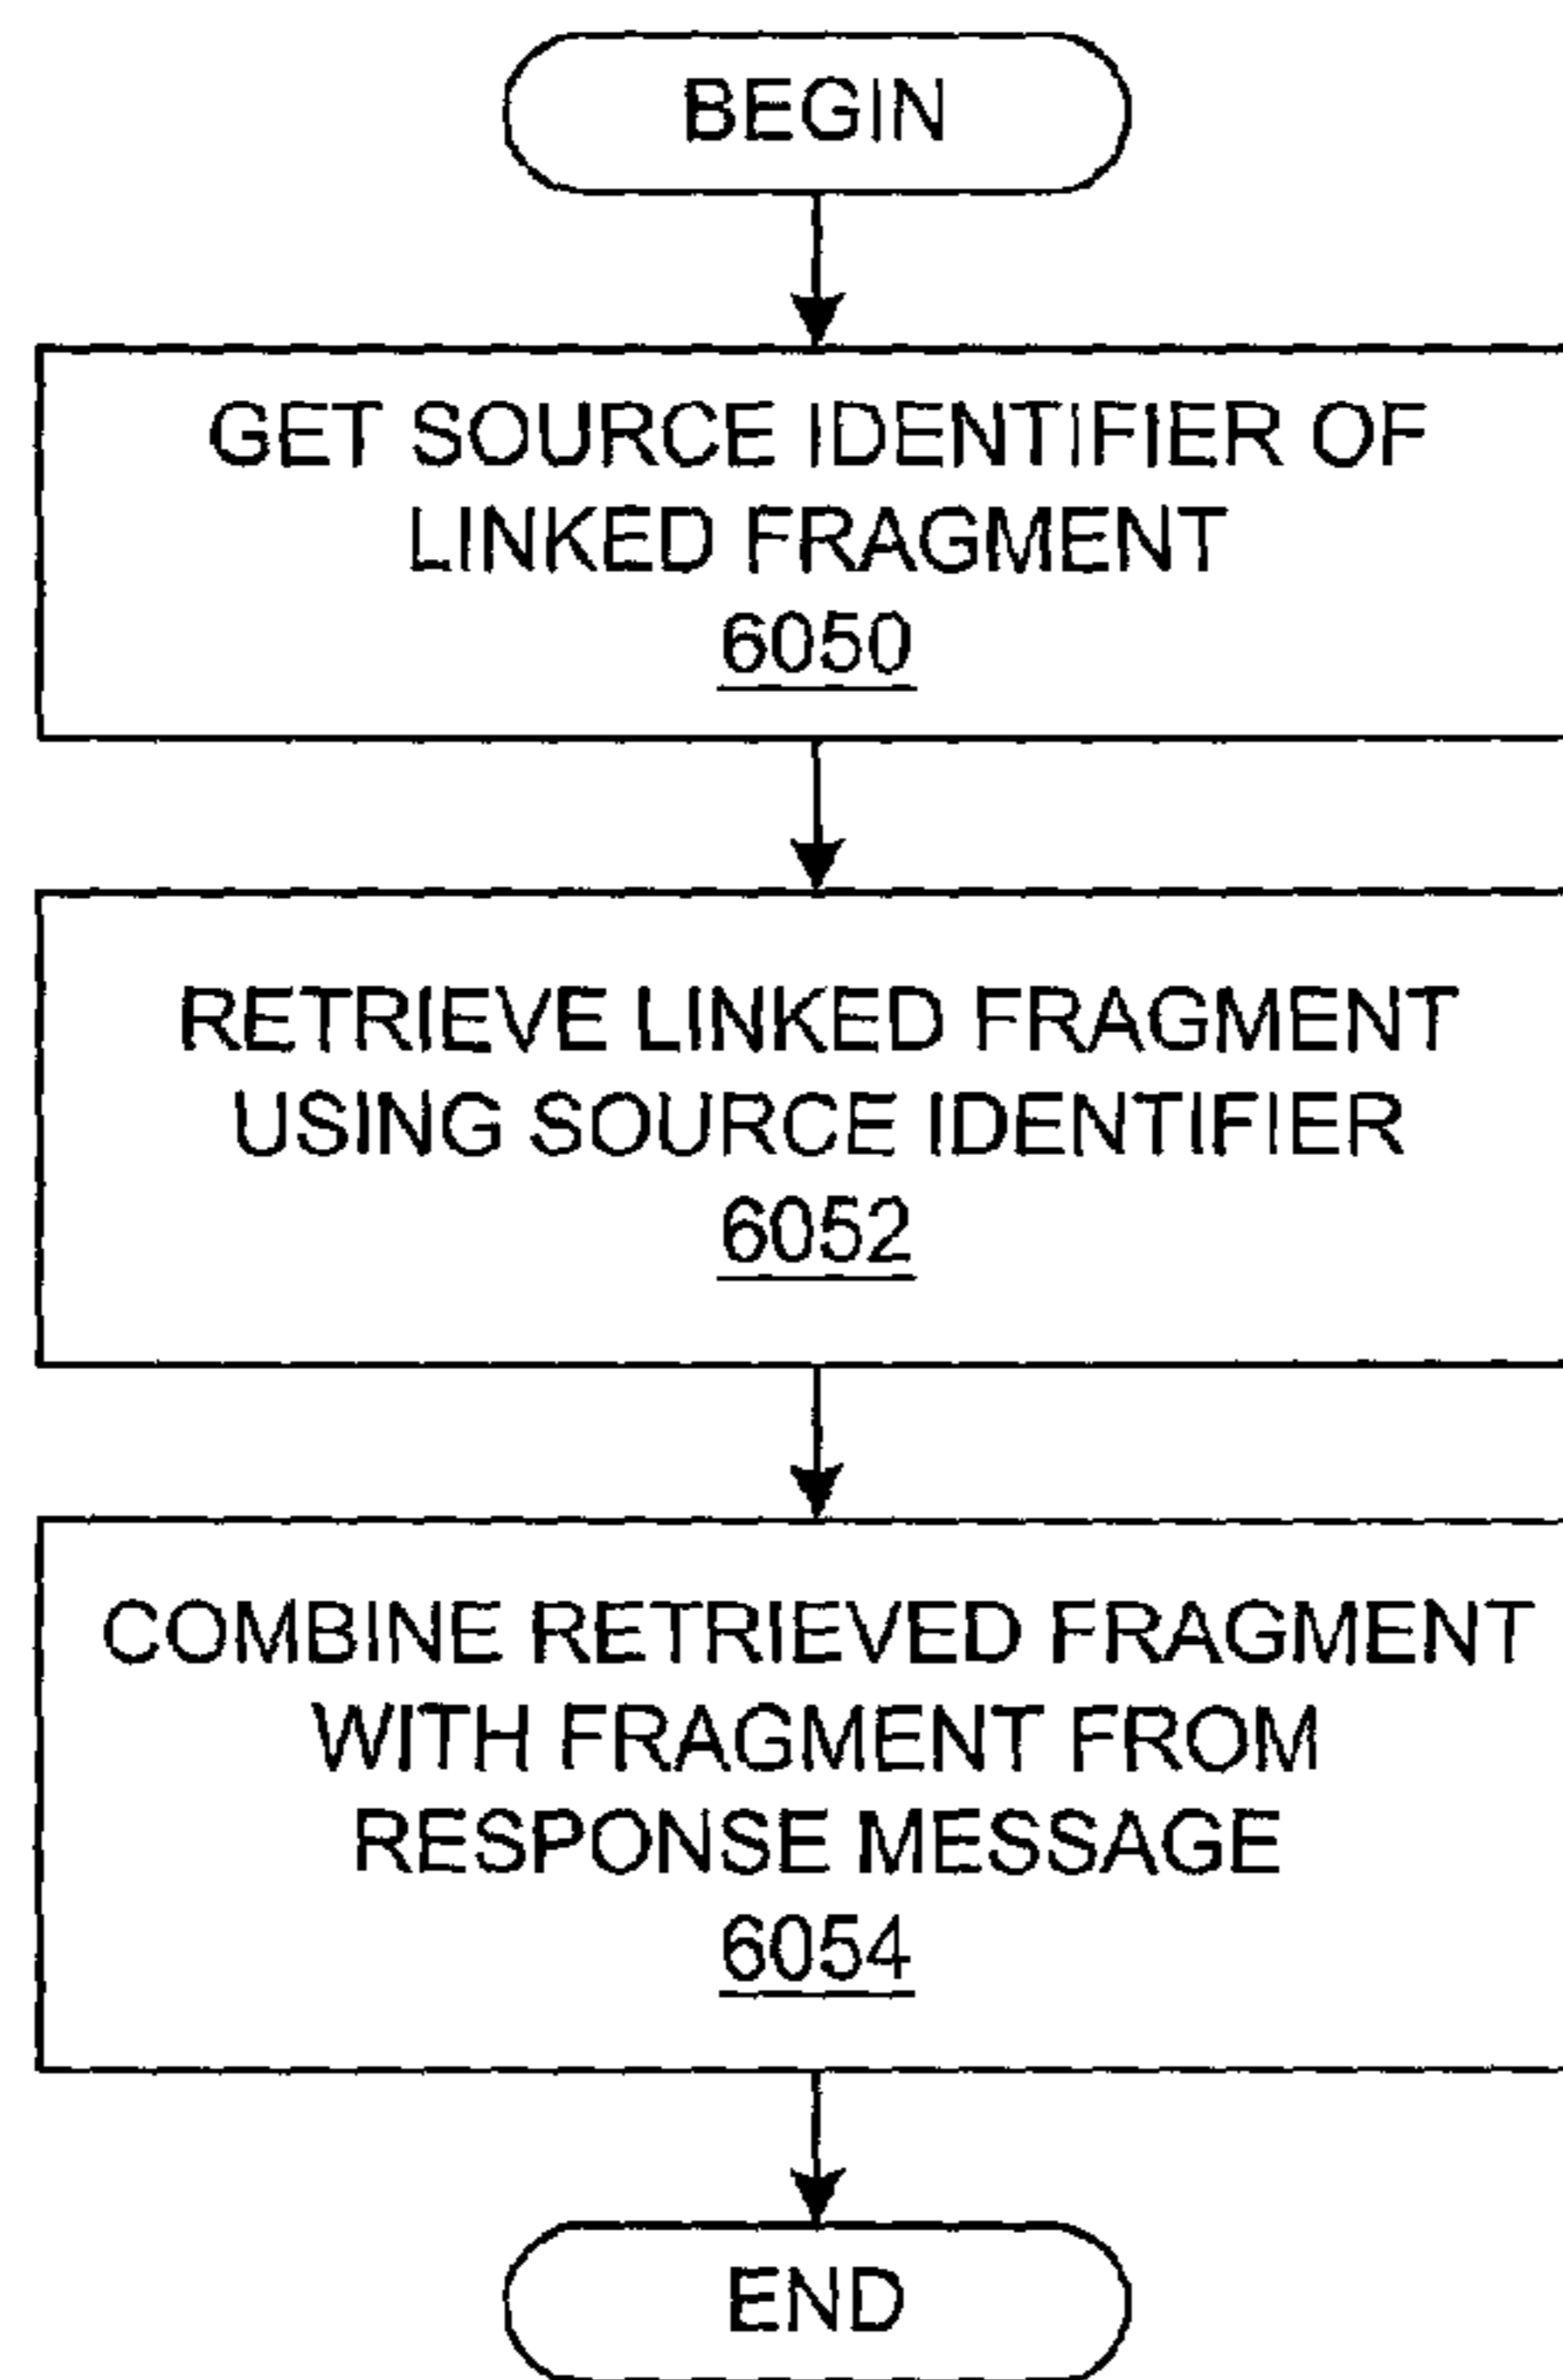 BEGIN
GET SOURCE IDENTIFIER OF
LINKED FRAGMENT
6050
RETRIEVE LINKED FRAGMENT
USING SOURCE IDENTIFIER
6052
COMBINE RETRIEVED FRAGMENT
WITH FRAGMENT FROM
RESPONSE MESSAGE
6054
END